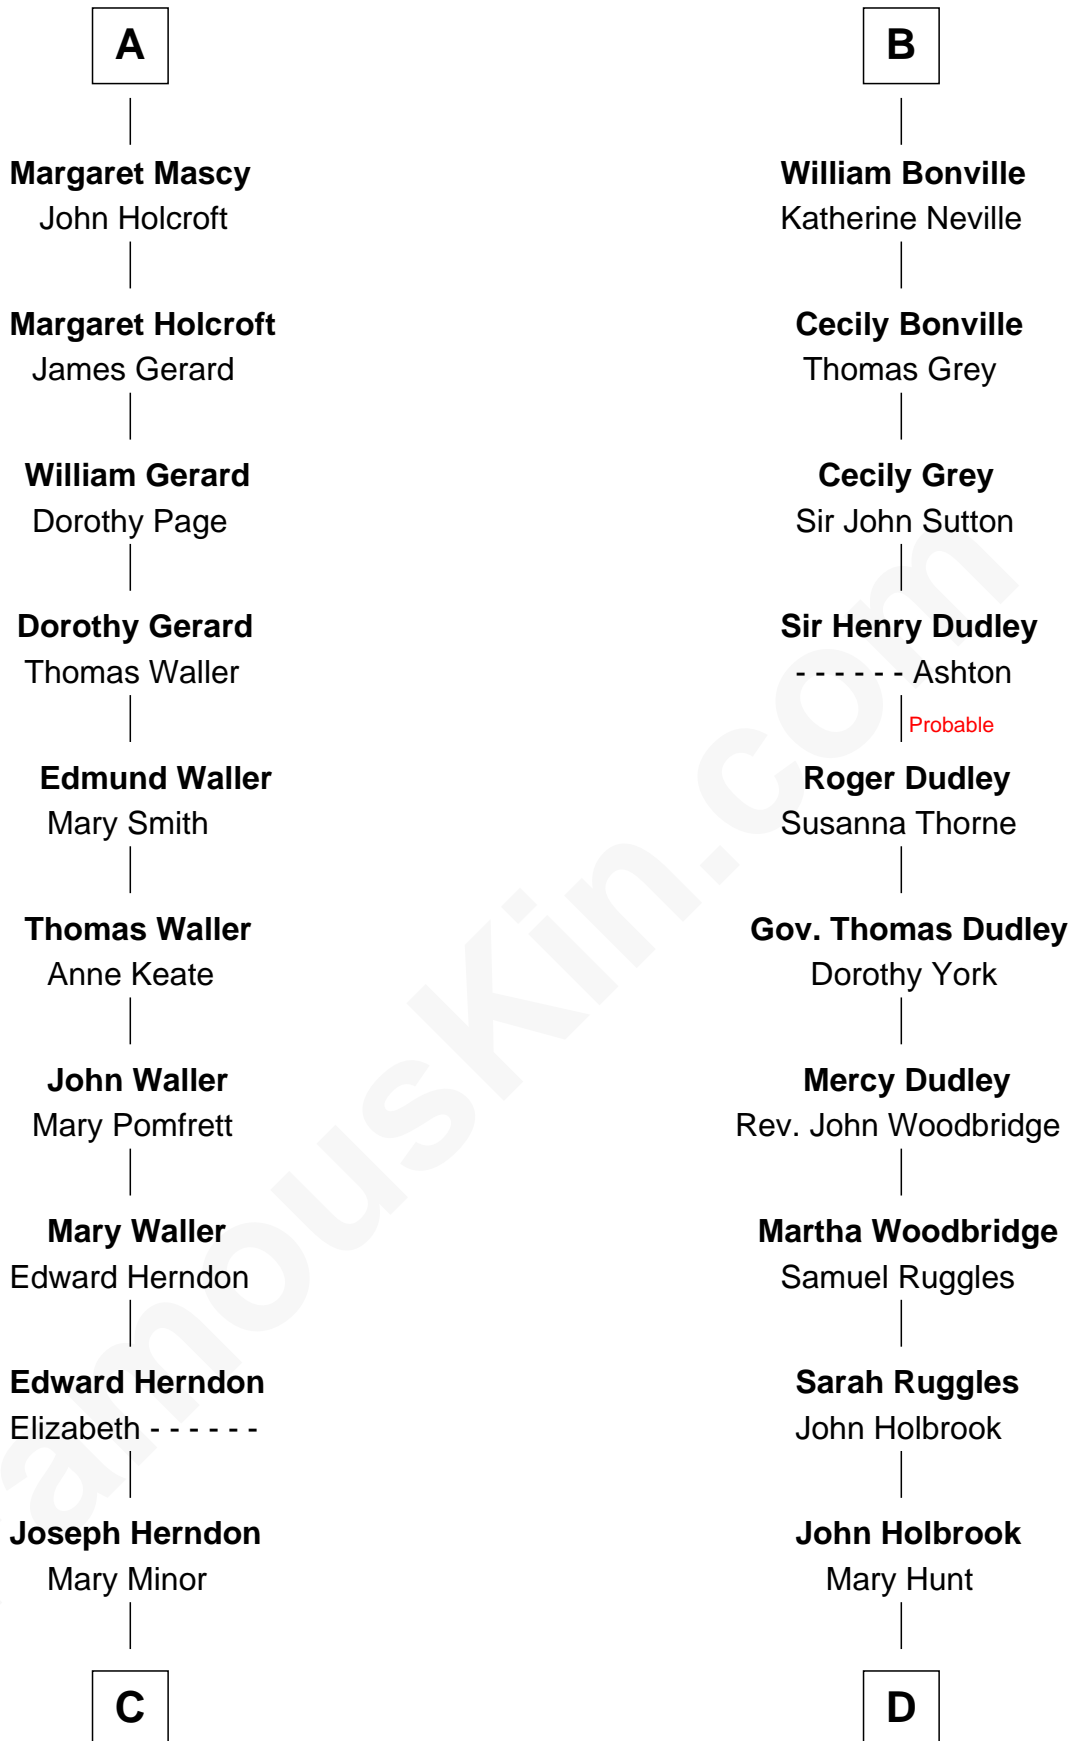 A
Margaret Mascy
John Holcroft
Margaret Holcroft
James Gerard
William Gerard
Dorothy Page
Dorothy Gerard
Thomas Waller
Edmund Waller
Mary Smith
Thomas Waller
Anne Keate
John Waller
Mary Pomfrett
Mary Waller
Edward Herndon
Edward Herndon
Elizabeth - - - - - -
Joseph Herndon
Mary Minor
C
B
William Bonville
Katherine Neville
Cecily Bonville
Thomas Grey
Cecily Grey
Sir John Sutton
Sir Henry Dudley
- - - - - - Ashton
Probable
Roger Dudley
Susanna Thorne
Gov. Thomas Dudley
Dorothy York
Mercy Dudley
Rev. John Woodbridge
Martha Woodbridge
Samuel Ruggles
Sarah Ruggles
John Holbrook
John Holbrook
Mary Hunt
D
famouskin.com